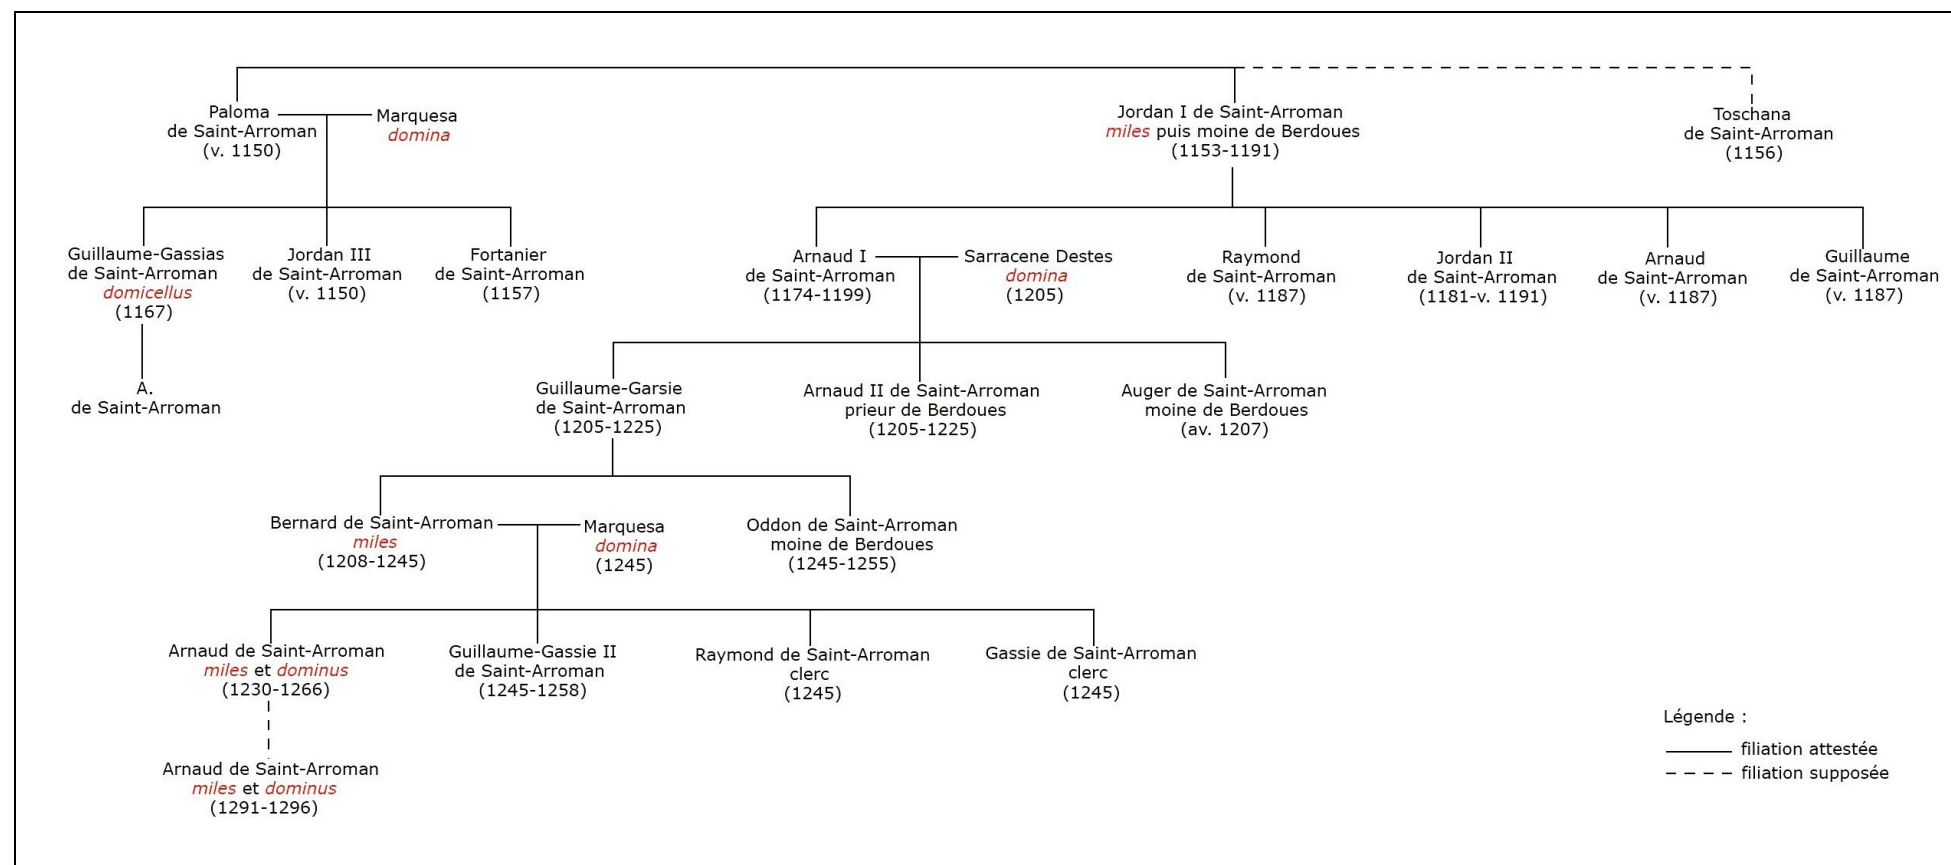 Paloma
de Saint-Arroman
(v. 1150)
Marquesa
domina
Jordan I de Saint-Arroman
miles puis moine de Berdoues
(1153-1191)
Toschana
de Saint-Arroman
(1156)
Guillaume-Gassias
de Saint-Arroman
domicellus
(1167)
Jordan III
de Saint-Arroman
(v. 1150)
Fortanier
de Saint-Arroman
(1157)
Arnaud I
de Saint-Arroman
(1174-1199)
Sarracene Destes
domina
(1205)
Raymond
de Saint-Arroman
(v. 1187)
Jordan II
de Saint-Arroman
(1181-v. 1191)
Arnaud
de Saint-Arroman
(v. 1187)
Guillaume
de Saint-Arroman
(v. 1187)
A.
de Saint-Arroman
Guillaume-Garsie
de Saint-Arroman
(1205-1225)
Arnaud II de Saint-Arroman
prieur de Berdoues
(1205-1225)
Auger de Saint-Arroman
moine de Berdoues
(av. 1207)
Bernard de Saint-Arroman
miles
(1208-1245)
Marquesa
domina
(1245)
Oddon de Saint-Arroman
moine de Berdoues
(1245-1255)
Arnaud de Saint-Arroman
miles et dominus
(1230-1266)
Guillaume-Gassie II
de Saint-Arroman
(1245-1258)
Raymond de Saint-Arroman
clerc
(1245)
Gassie de Saint-Arroman
clerc
(1245)
Arnaud de Saint-Arroman
miles et dominus
(1291-1296)
Légende :
filiation attestée
filiation supposée